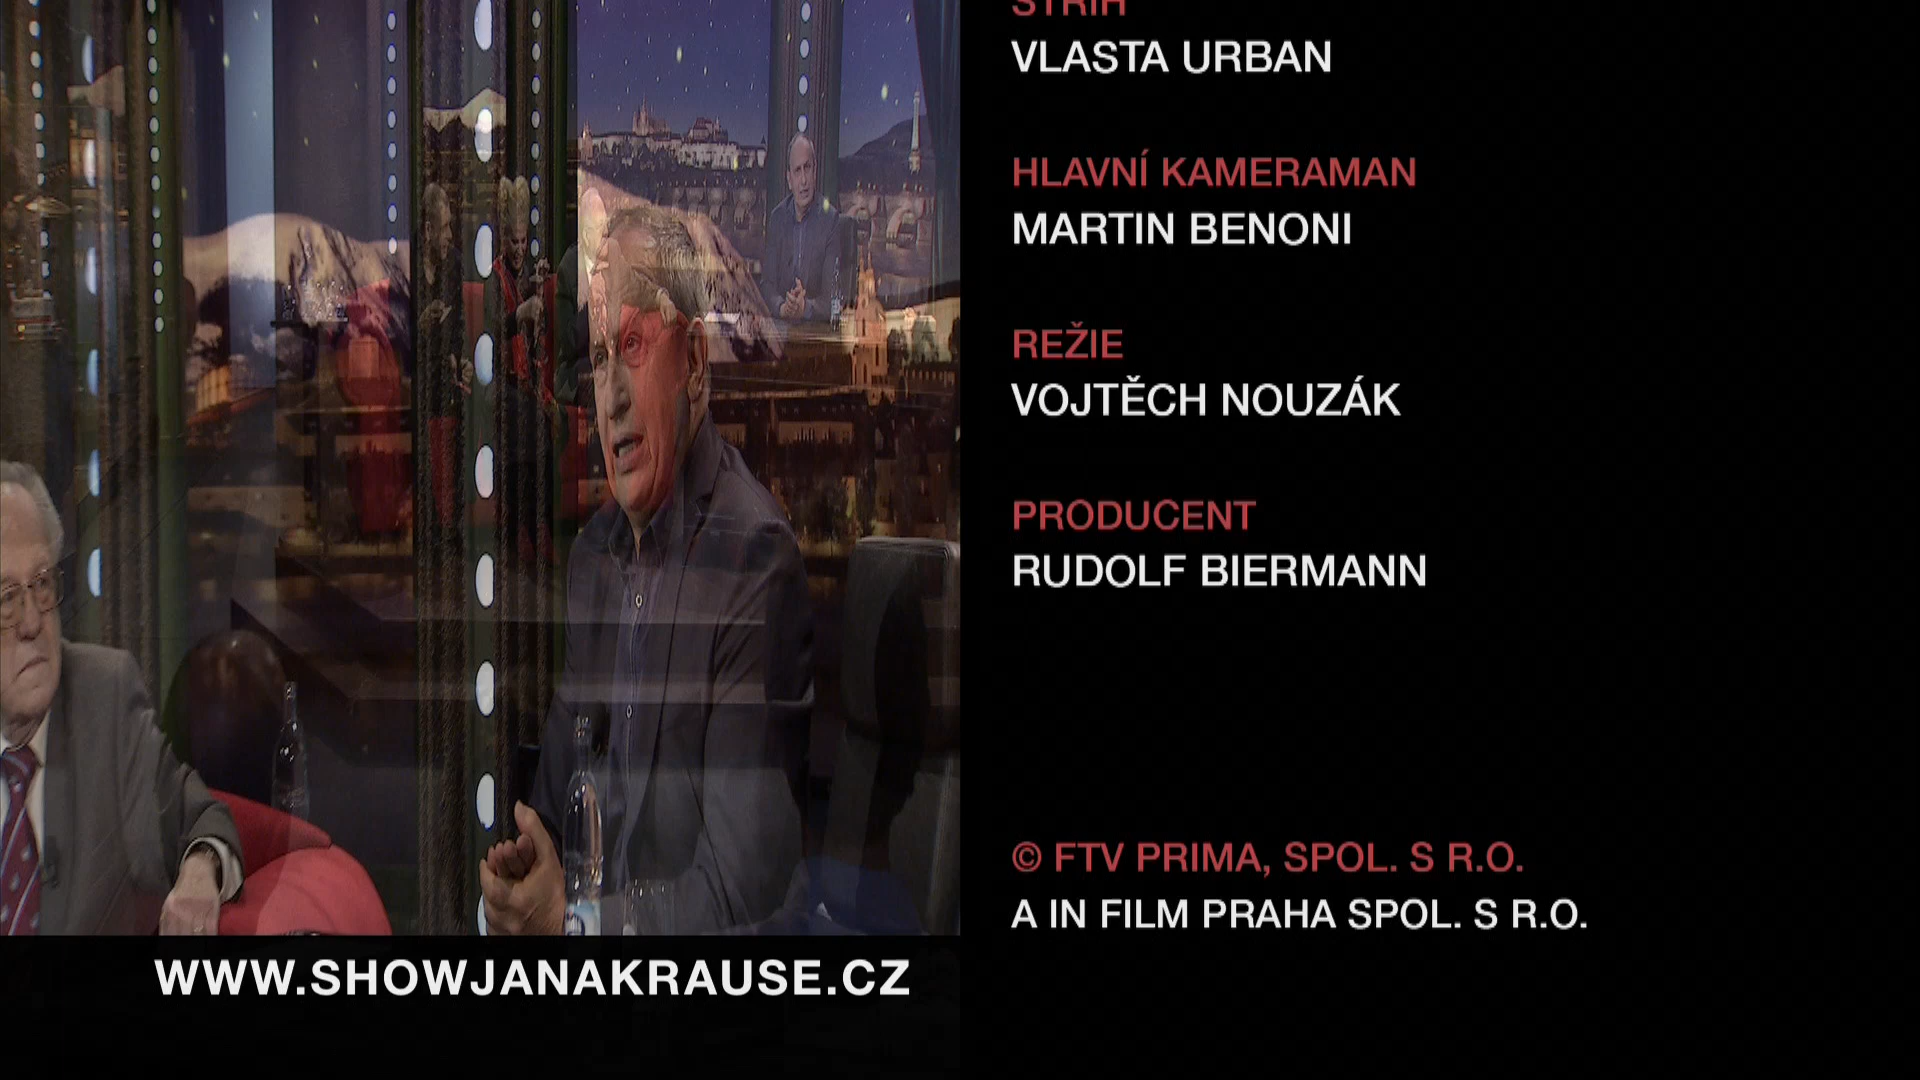 STŘIH
VLASTA URBAN
HLAVNÍ KAMERAMAN
MARTIN BENONI
REŽIE
VOJTĚCH NOUZÁK
PRODUCENT
RUDOLF BIERMANN
© FTV PRIMA, SPOL. S R.O.
A IN FILM PRAHA SPOL. S R.O.
WWW.SHOWJANAKRAUSE.CZ